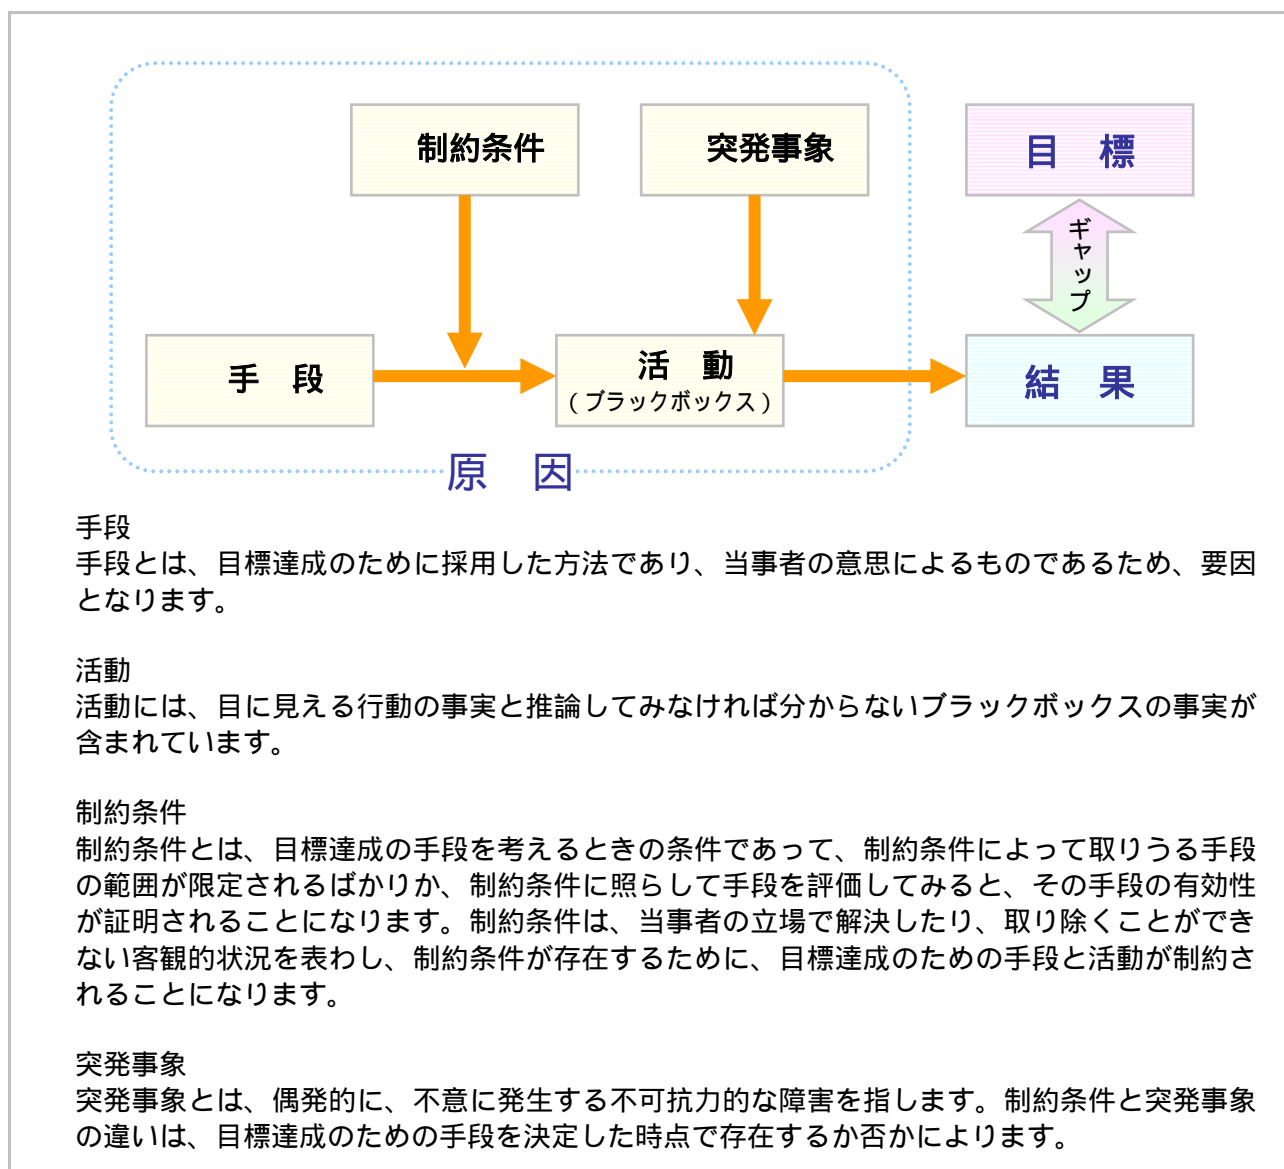 制約条件
突発事象
目　標
ギャップ
手　段
活　動
（ブラックボックス）
結　果
原　因
手段
手段とは、目標達成のために採用した方法であり、当事者の意思によるものであるため、要因
となります。
活動
活動には、目に見える行動の事実と推論してみなければ分からないブラックボックスの事実が
含まれています。
制約条件
制約条件とは、目標達成の手段を考えるときの条件であって、制約条件によって取りうる手段
の範囲が限定されるばかりか、制約条件に照らして手段を評価してみると、その手段の有効性
が証明されることになります。制約条件は、当事者の立場で解決したり、取り除くことができ
ない客観的状況を表わし、制約条件が存在するために、目標達成のための手段と活動が制約さ
れることになります。
突発事象
突発事象とは、偶発的に、不意に発生する不可抗力的な障害を指します。制約条件と突発事象
の違いは、目標達成のための手段を決定した時点で存在するか否かによります。